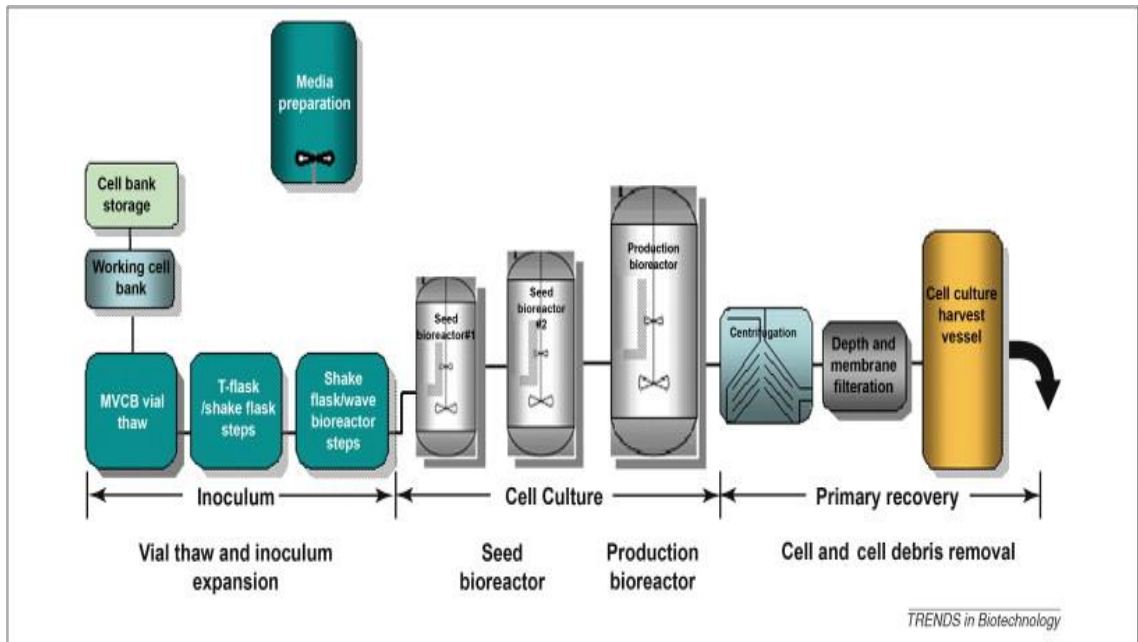 Media
preparation
Cell bank
storage
Working cell
bank
MVCB vial
thaw
T-flask
/shake flask
steps
Shake
flask/wave
bioreactor
steps
Seed
bioreactor#1
Seed
bioreactor
#2
Production
bioreactor
Centrifugation
Depth and
membrane
filteration
Cell culture
harvest
vessel
Inoculum
Cell Culture
Primary recovery
Vial thaw and inoculum
expansion
Seed
bioreactor
Production
bioreactor
Cell and cell debris removal
TRENDS in Biotechnology